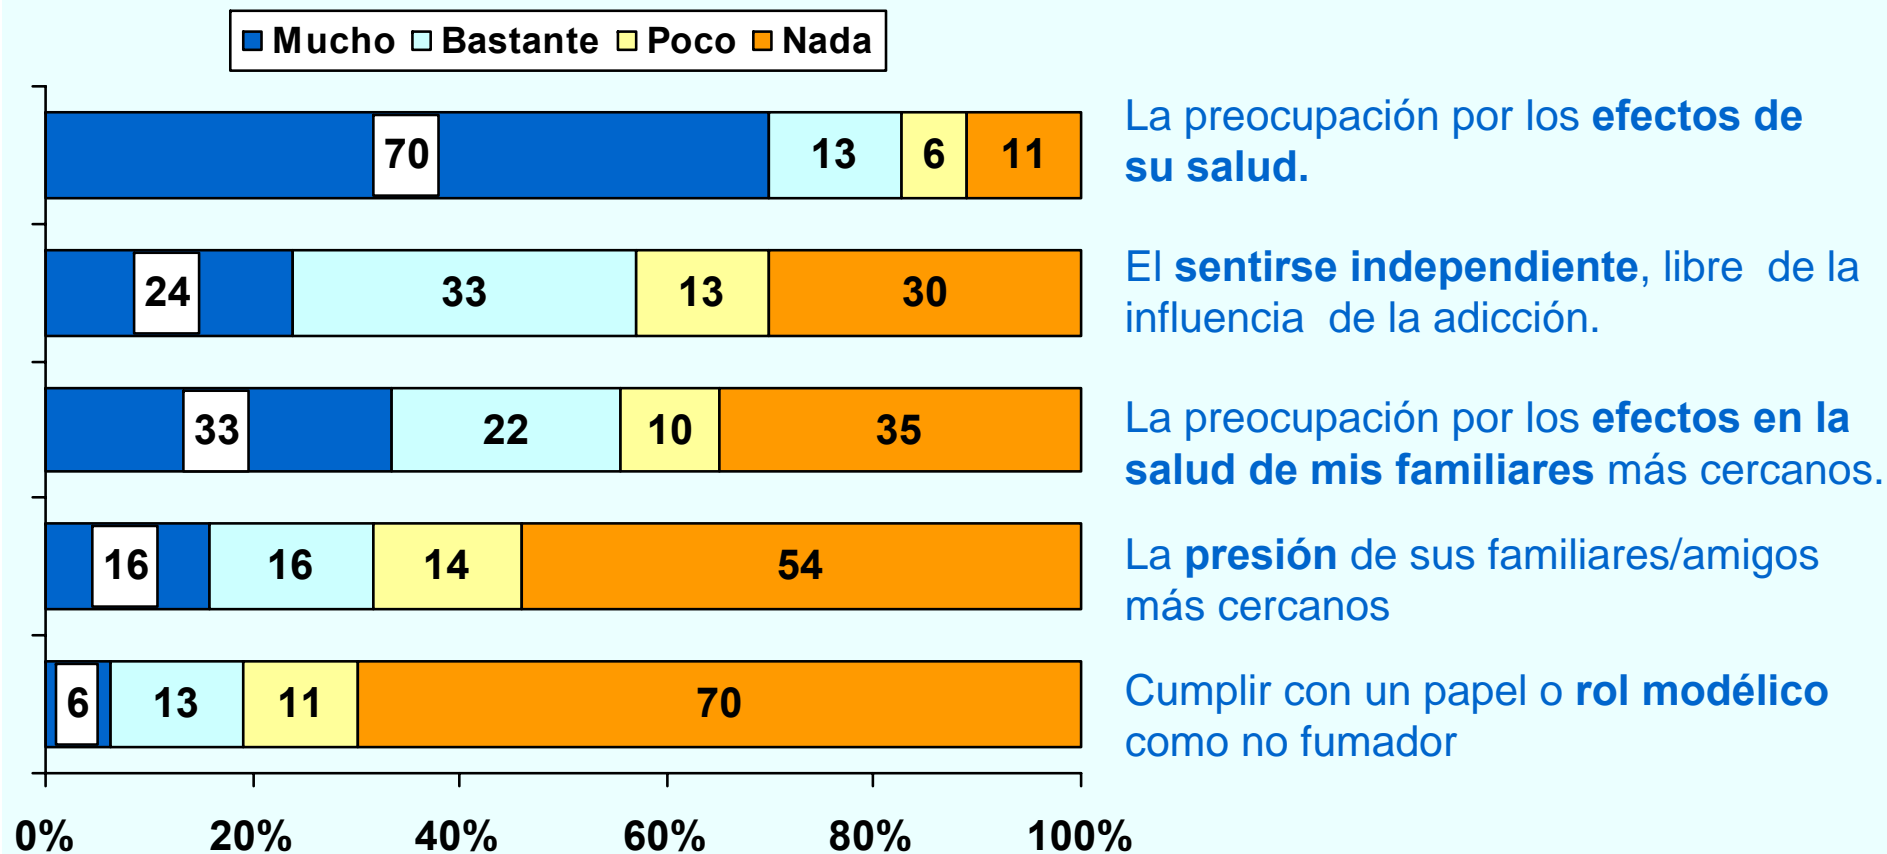 Mucho Bastante Poco Nada
70 13 6 11
La preocupación por los efectos de
su salud.
24 33 13 30
El sentirse independiente, libre de la
influencia de la adicción.
33 22 10 35
La preocupación por los efectos en la
salud de mis familiares más cercanos.
16 16 14 54
La presión de sus familiares/amigos
más cercanos
6 13 11 70
Cumplir con un papel o rol modélico
como no fumador
0% 20% 40% 60% 80% 100%